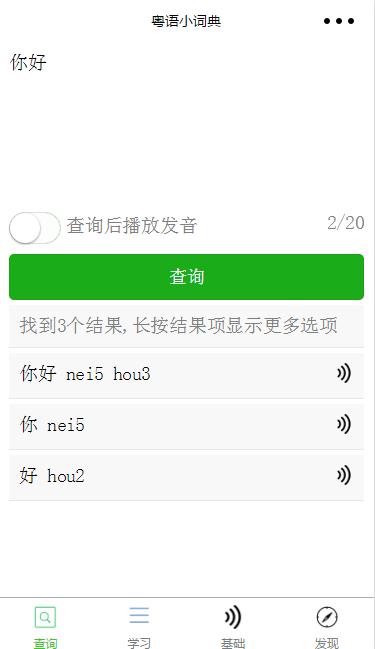 粤语小词典
你好
查询后播放发音 2/20
查询
找到3个结果,长按结果项显示更多选项
你好 nei5 hou3
你 nei5
好 hou2
查询 学习 基础 发现